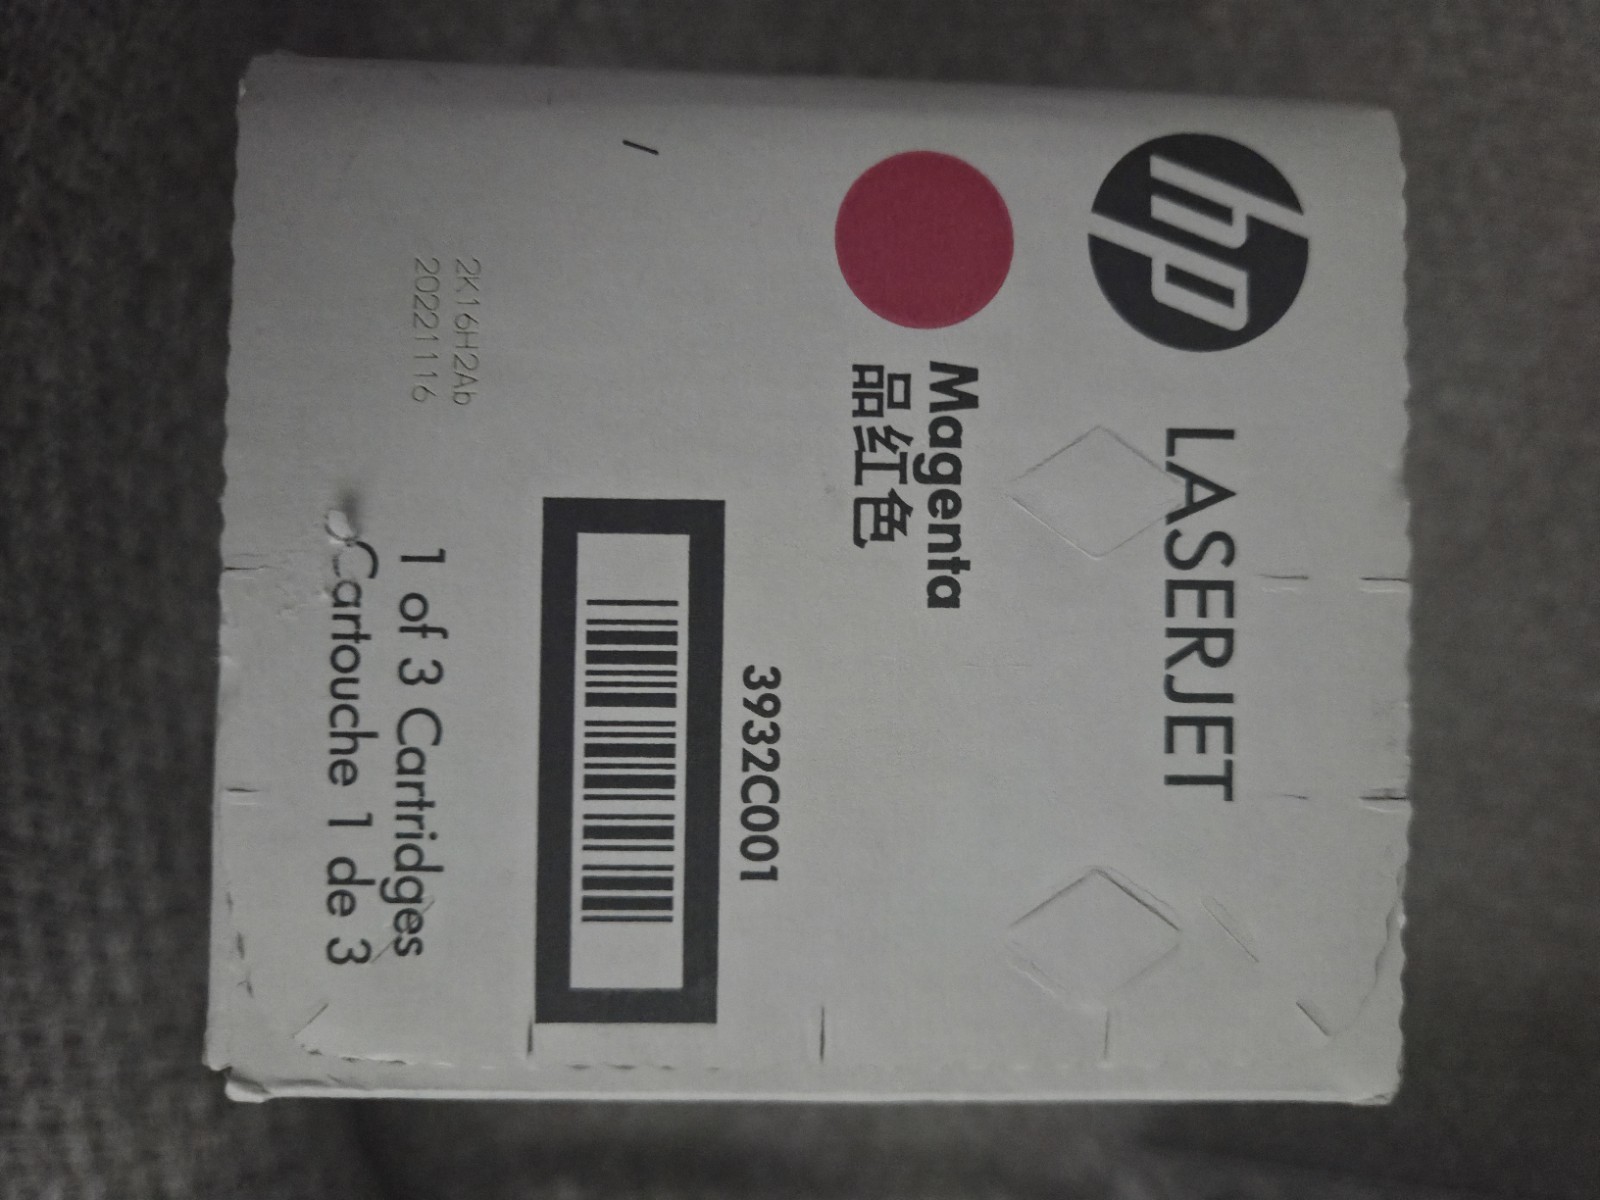 hp LASERJET
Magenta
品红色
3932C001
2K16H2Ab
20221116
1 of 3 Cartridges
Cartouche 1 de 3